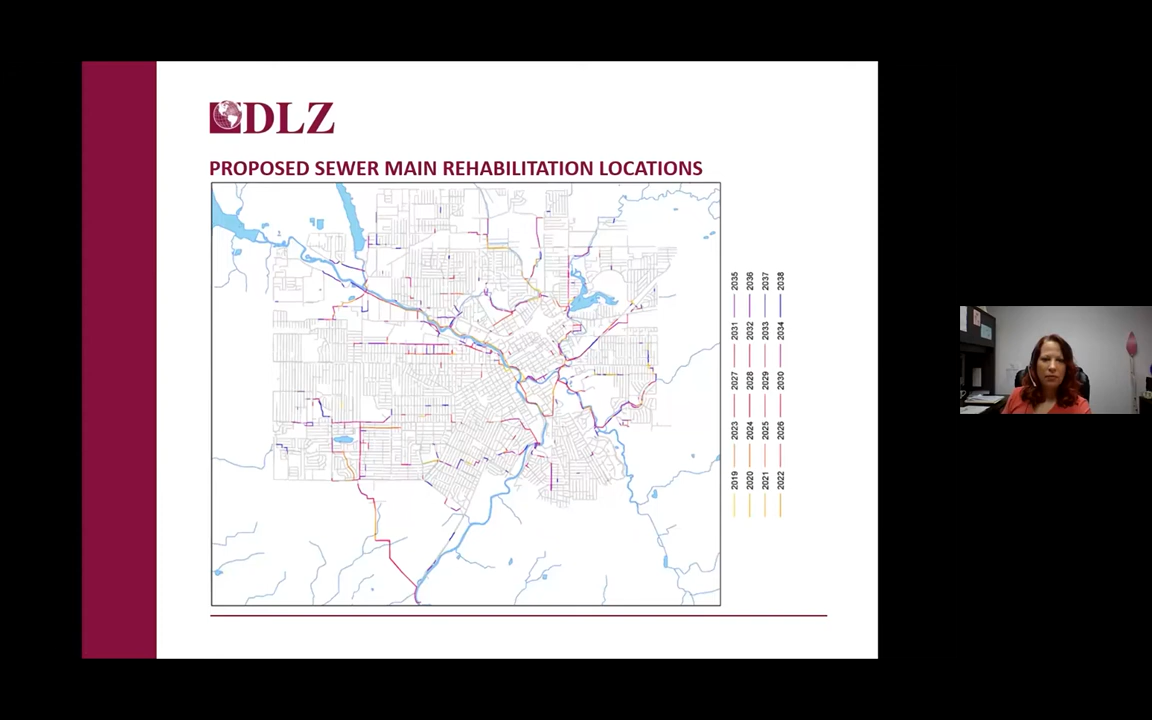 DLZ
PROPOSED SEWER MAIN REHABILITATION LOCATIONS
2019 2023 2027 2031 2035
2020 2024 2028 2032 2036
2021 2025 2029 2033 2037
2022 2026 2030 2034 2038